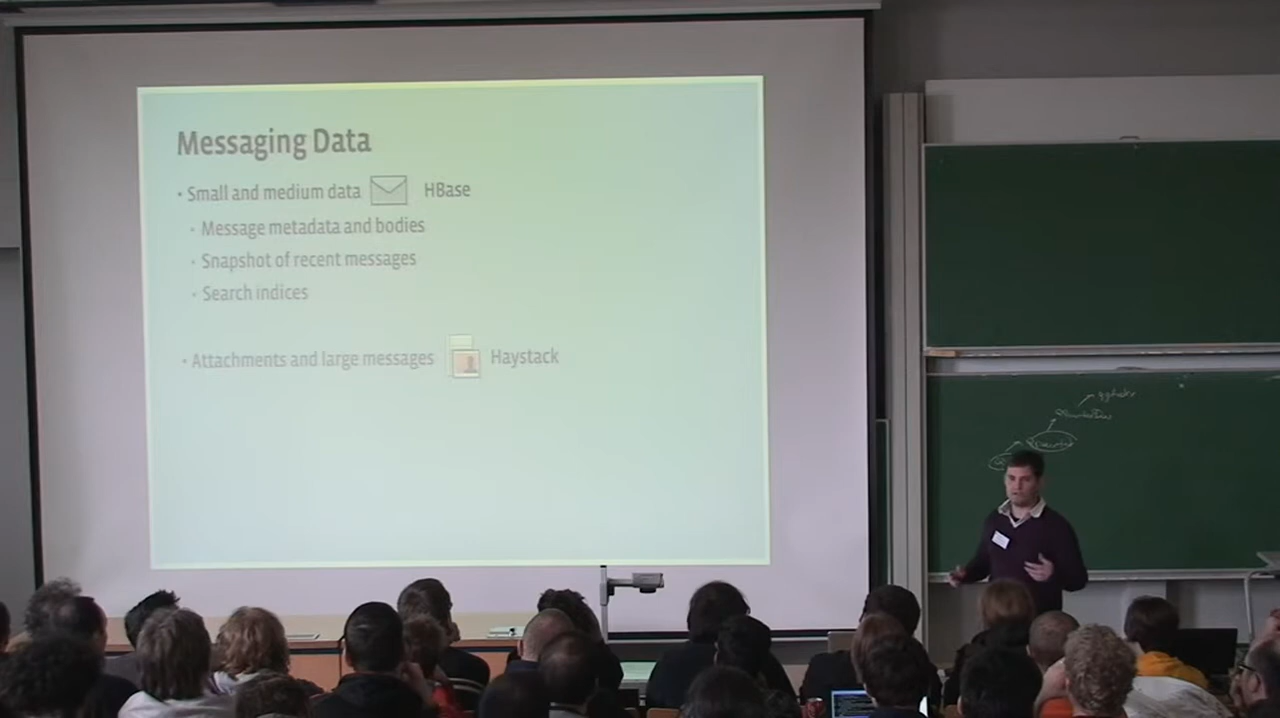 Messaging Data
• Small and medium data HBase
• Message metadata and bodies
• Snapshot of recent messages
• Search indices
• Attachments and large messages Haystack